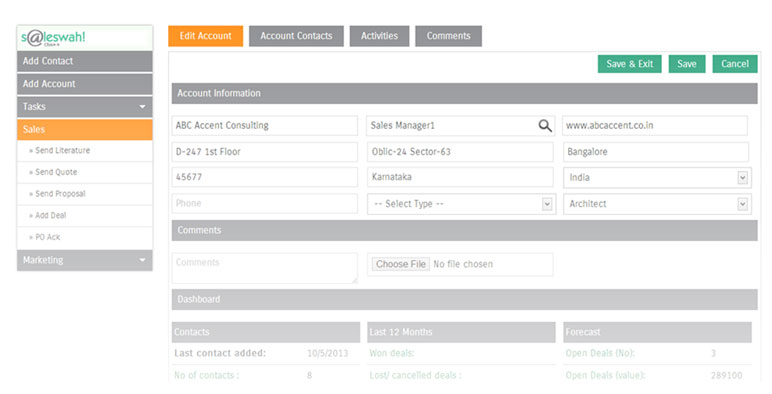 s@leswah!
Edit Account Account Contacts Activities Comments
Add Contact
Add Account
Tasks
Sales
» Send Literature
» Send Quote
» Send Proposal
» Add Deal
» PO Ack.
Marketing
Save & Exit Save Cancel
Account Information
ABC Accent Consulting Sales Manager1 www.abcaccent.co.in
D-247 1st Floor Oblic-24 Sector-63 Bangalore
45677 Karnataka India
Phone -- Select Type -- Architect
Comments
Comments Choose File No file chosen
Dashboard
Contacts Last 12 Months Forecast
Last contact added: 10/5/2013 Won deals: Open Deals (No): 3
No of contacts : 8 Lost/ cancelled deals : Open Deals (value): 289100